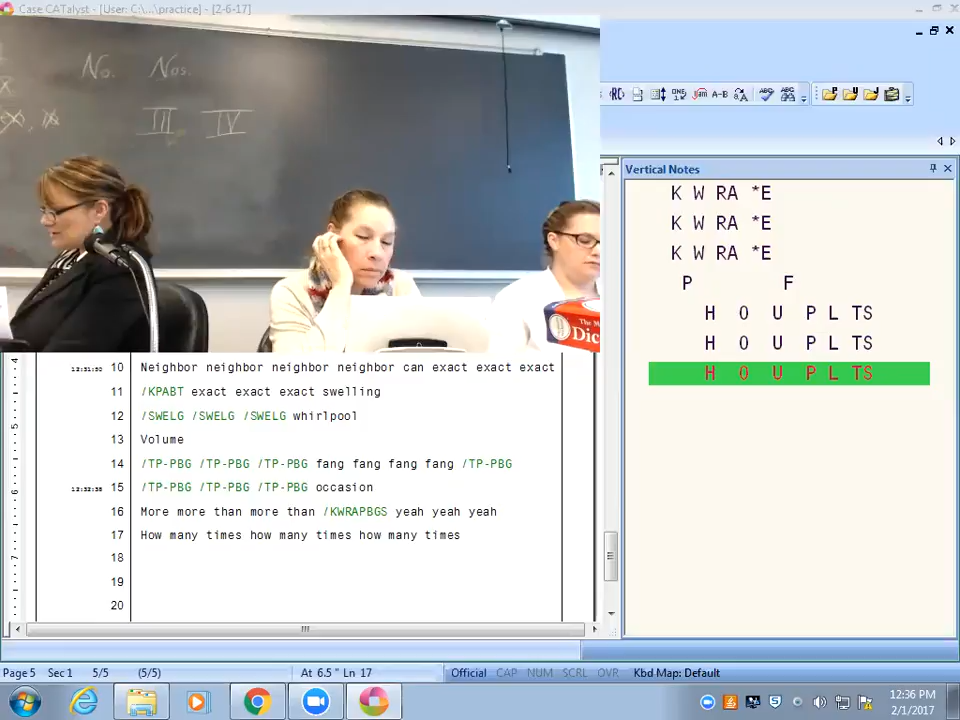 Case CATalyst - [User: C:\...\practice] - [2-6-17]
No. Nos.
III IV
Vertical Notes
K W RA *E
K W RA *E
K W RA *E
P F
H O U P L TS
H O U P L TS
H O U P L TS
12:31:50 10 Neighbor neighbor neighbor neighbor can exact exact exact
11 /KPABT exact exact exact swelling
12 /SWELG /SWELG /SWELG whirlpool
13 Volume
14 /TP-PBG /TP-PBG /TP-PBG fang fang fang fang /TP-PBG
15 /TP-PBG /TP-PBG /TP-PBG occasion
16 More more than more than /KWRAPBGS yeah yeah yeah
17 How many times how many times how many times
18
19
20
Page 5 Sec 1 5/5 (5/5) At 6.5 " Ln 17 Official CAP NUM SCRL OVR Kbd Map: Default
12:36 PM
2/1/2017